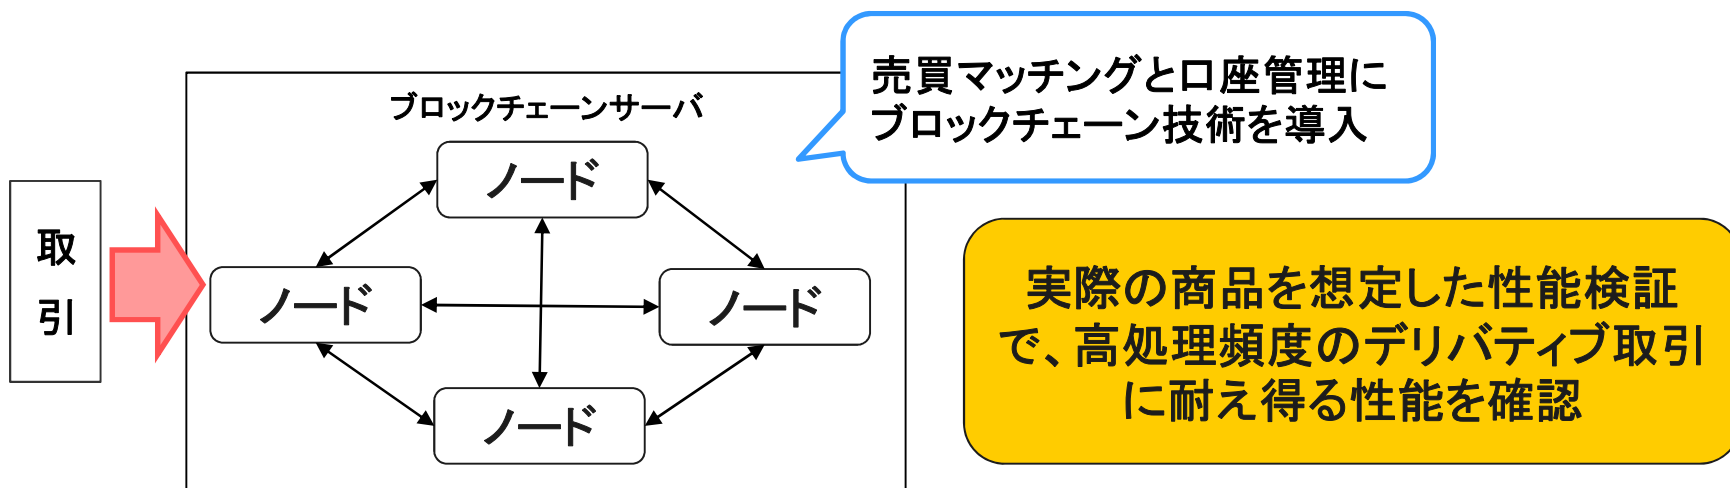 売買マッチングと口座管理に
ブロックチェーン技術を導入
ブロックチェーンサーバ
ノード
取
引
ノード
ノード
ノード
実際の商品を想定した性能検証
で、高処理頻度のデリバティブ取引
に耐え得る性能を確認